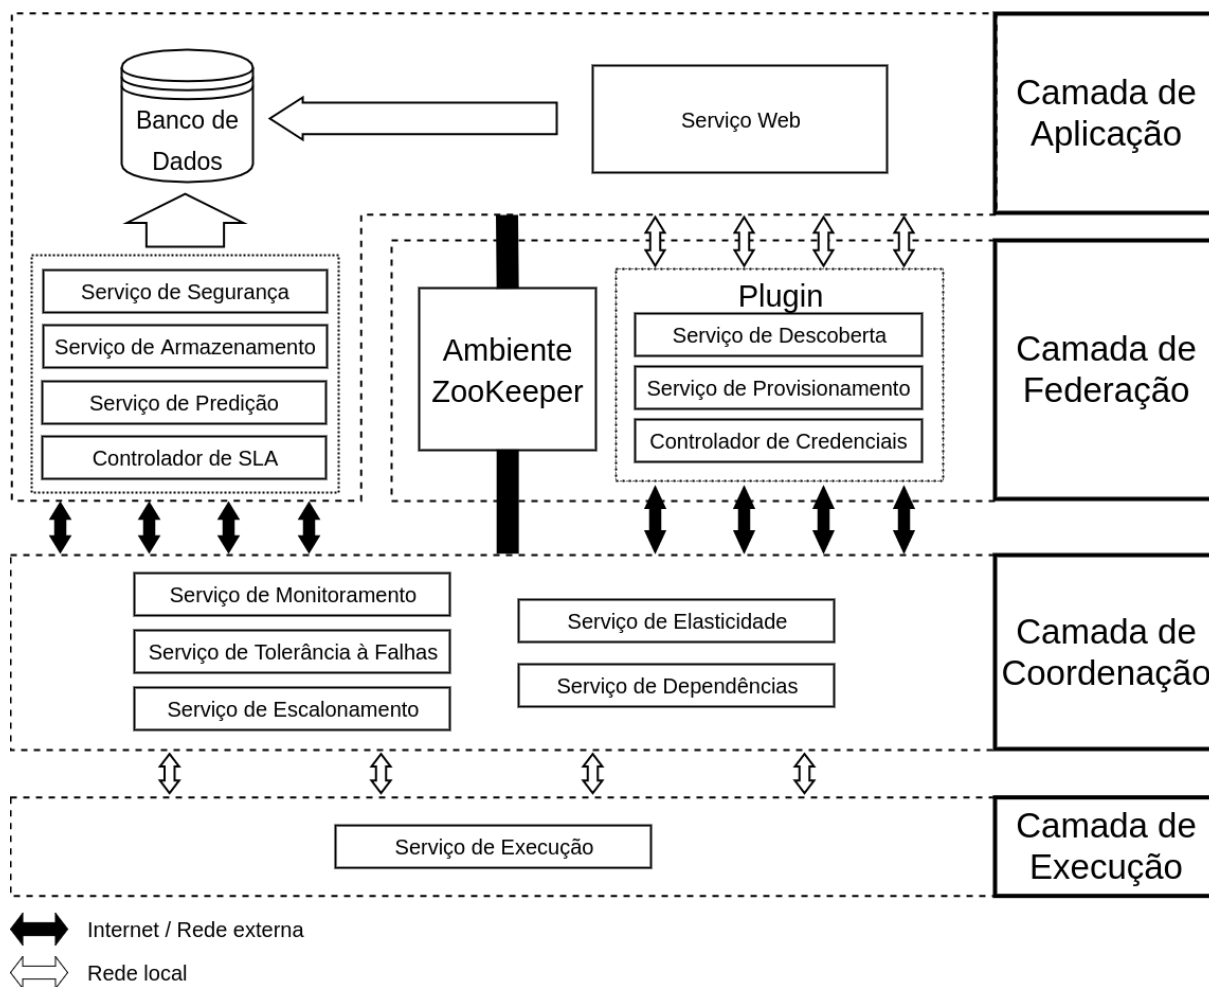 Banco de
Dados
Serviço Web
Camada de
Aplicação
Serviço de Segurança
Serviço de Armazenamento
Serviço de Predição
Controlador de SLA
Ambiente
ZooKeeper
Plugin
Serviço de Descoberta
Serviço de Provisionamento
Controlador de Credenciais
Camada de
Federação
Serviço de Monitoramento
Serviço de Tolerância à Falhas
Serviço de Escalonamento
Serviço de Elasticidade
Serviço de Dependências
Camada de
Coordenação
Serviço de Execução
Camada de
Execução
Internet / Rede externa
Rede local